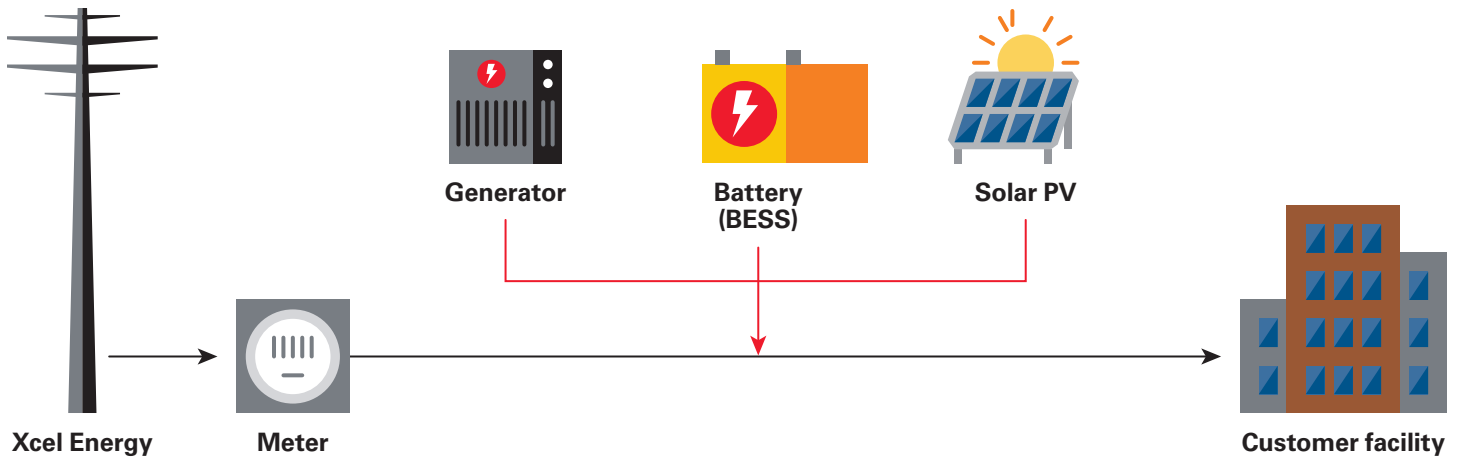 Generator
Battery
(BESS)
Solar PV
Xcel Energy
Meter
Customer facility